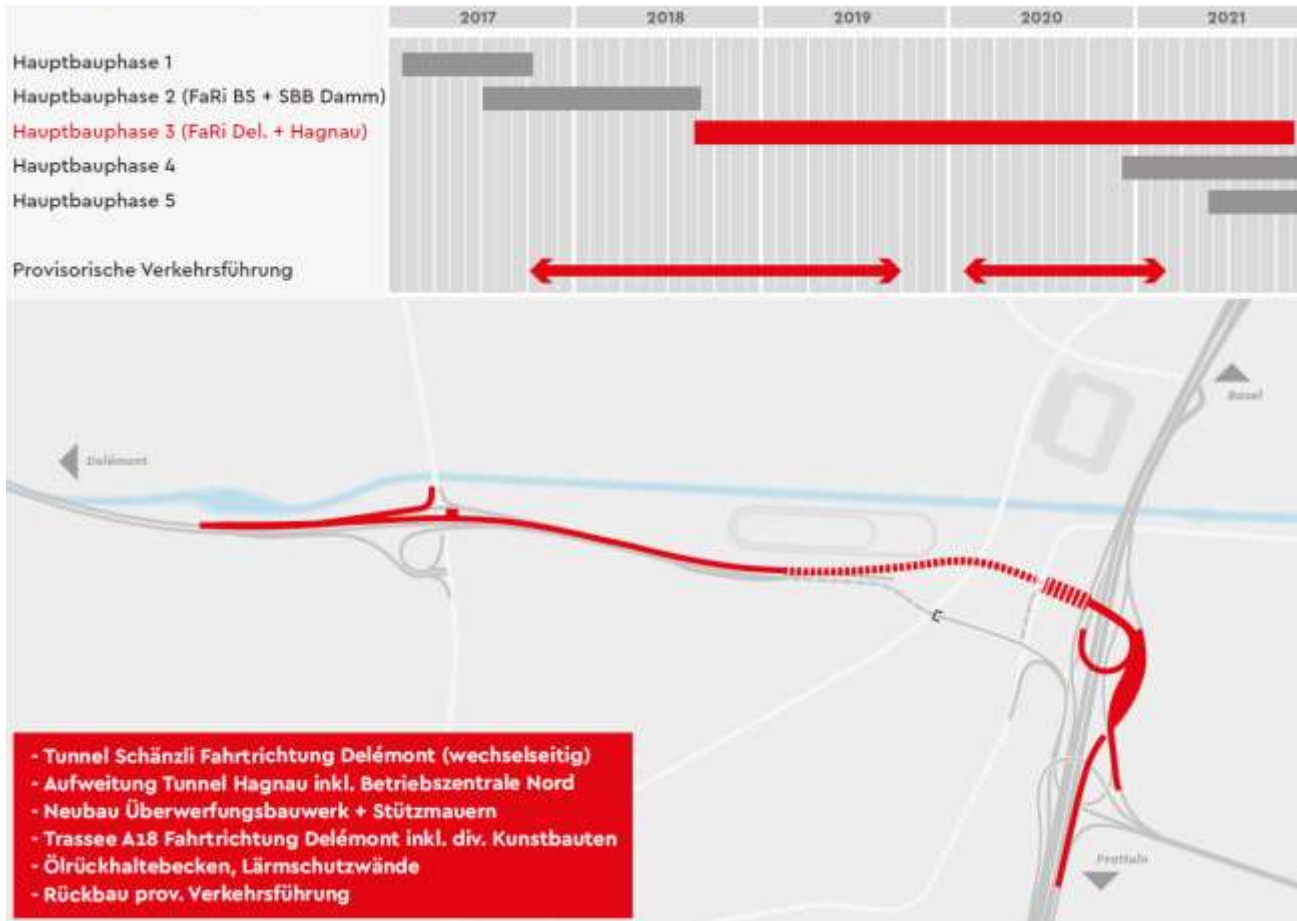 2017 2018 2019 2020 2021
Hauptbauphase 1
Hauptbauphase 2 (FaRi BS + SBB Damm)
Hauptbauphase 3 (FaRi Del. + Hagnau)
Hauptbauphase 4
Hauptbauphase 5
Provisorische Verkehrsführung
Basel
Delémont
- Tunnel Schänzli Fahrtrichtung Delémont (wechselseitig)
- Aufweitung Tunnel Hagnau inkl. Betriebszentrale Nord
- Neubau Überwerfungsbauwerk + Stützmauern
- Trassee A18 Fahrtrichtung Delémont inkl. div. Kunstbauten
- Ölrückhaltebecken, Lärmschutzwände
- Rückbau prov. Verkehrsführung
Pratteln